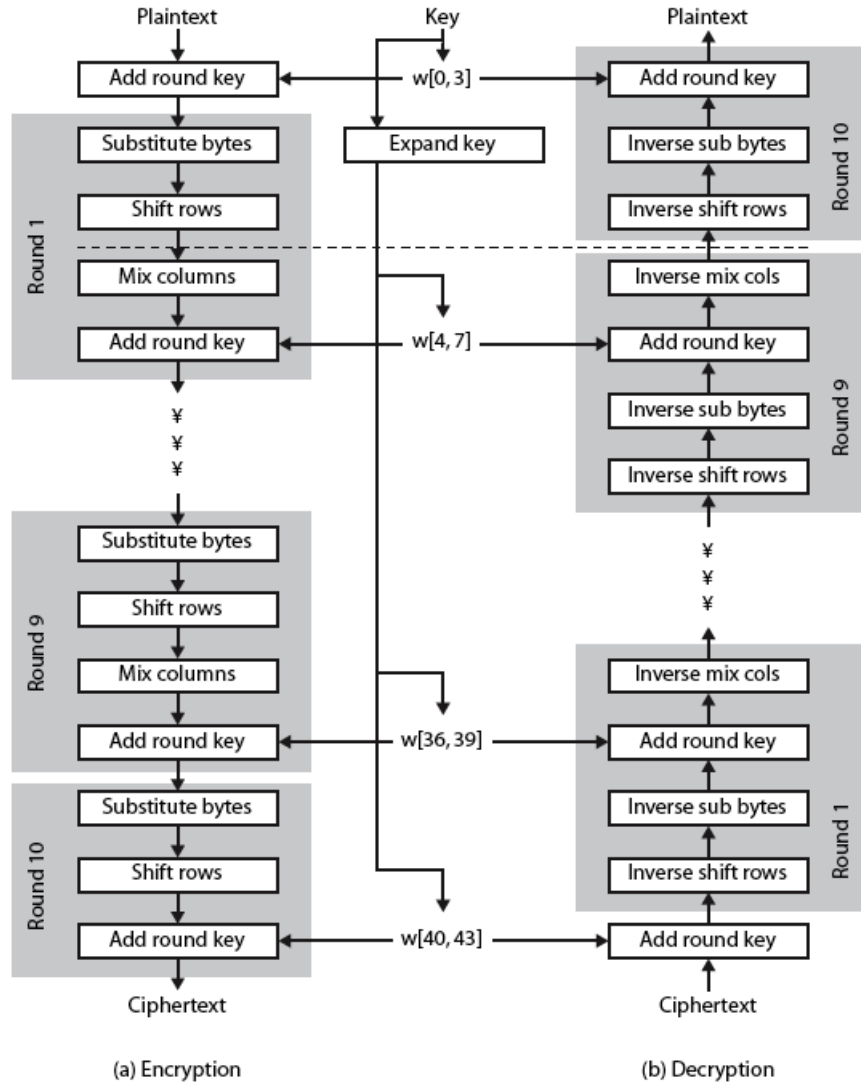 Plaintext
Add round key
Substitute bytes
Shift rows
Mix columns
Add round key
Round 1
¥
¥
¥
Substitute bytes
Shift rows
Mix columns
Add round key
Round 9
Substitute bytes
Shift rows
Add round key
Round 10
Ciphertext
(a) Encryption
Key
w[0, 3]
Expand key
w[4, 7]
w[36, 39]
w[40, 43]
Plaintext
Add round key
Inverse sub bytes
Inverse shift rows
Round 10
Inverse mix cols
Add round key
Inverse sub bytes
Inverse shift rows
Round 9
¥
¥
¥
Inverse mix cols
Add round key
Inverse sub bytes
Inverse shift rows
Round 1
Add round key
Ciphertext
(b) Decryption